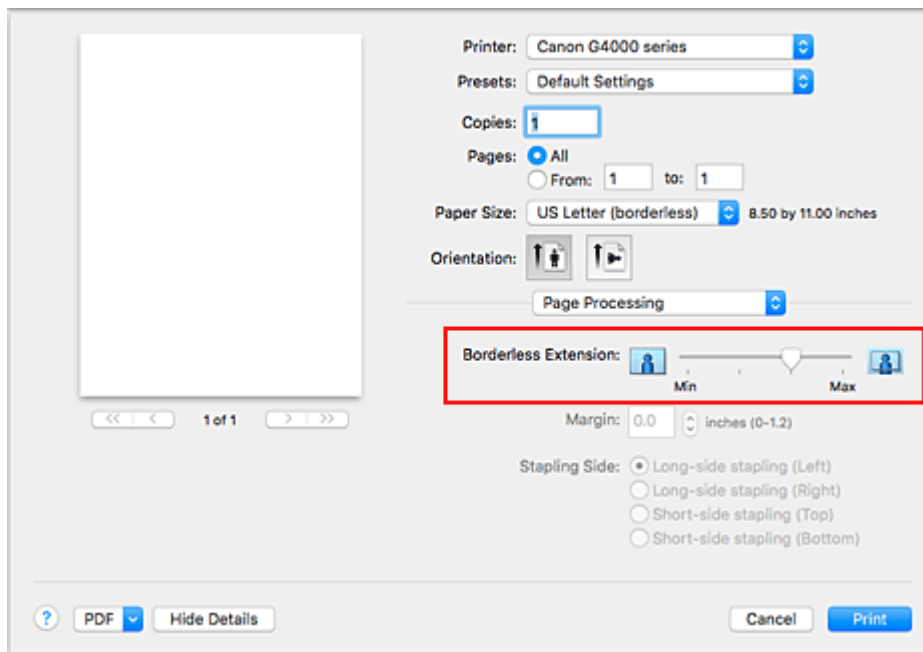 Printer: Canon G4000 series
Presets: Default Settings
Copies: 1
Pages: All
From: 1 to: 1
Paper Size: US Letter (borderless) 8.50 by 11.00 inches
Orientation:
Page Processing
Borderless Extension:
Min Max
1 of 1
Margin: 0.0 inches (0-1.2)
Stapling Side: Long-side stapling (Left)
Long-side stapling (Right)
Short-side stapling (Top)
Short-side stapling (Bottom)
? PDF Hide Details Cancel Print